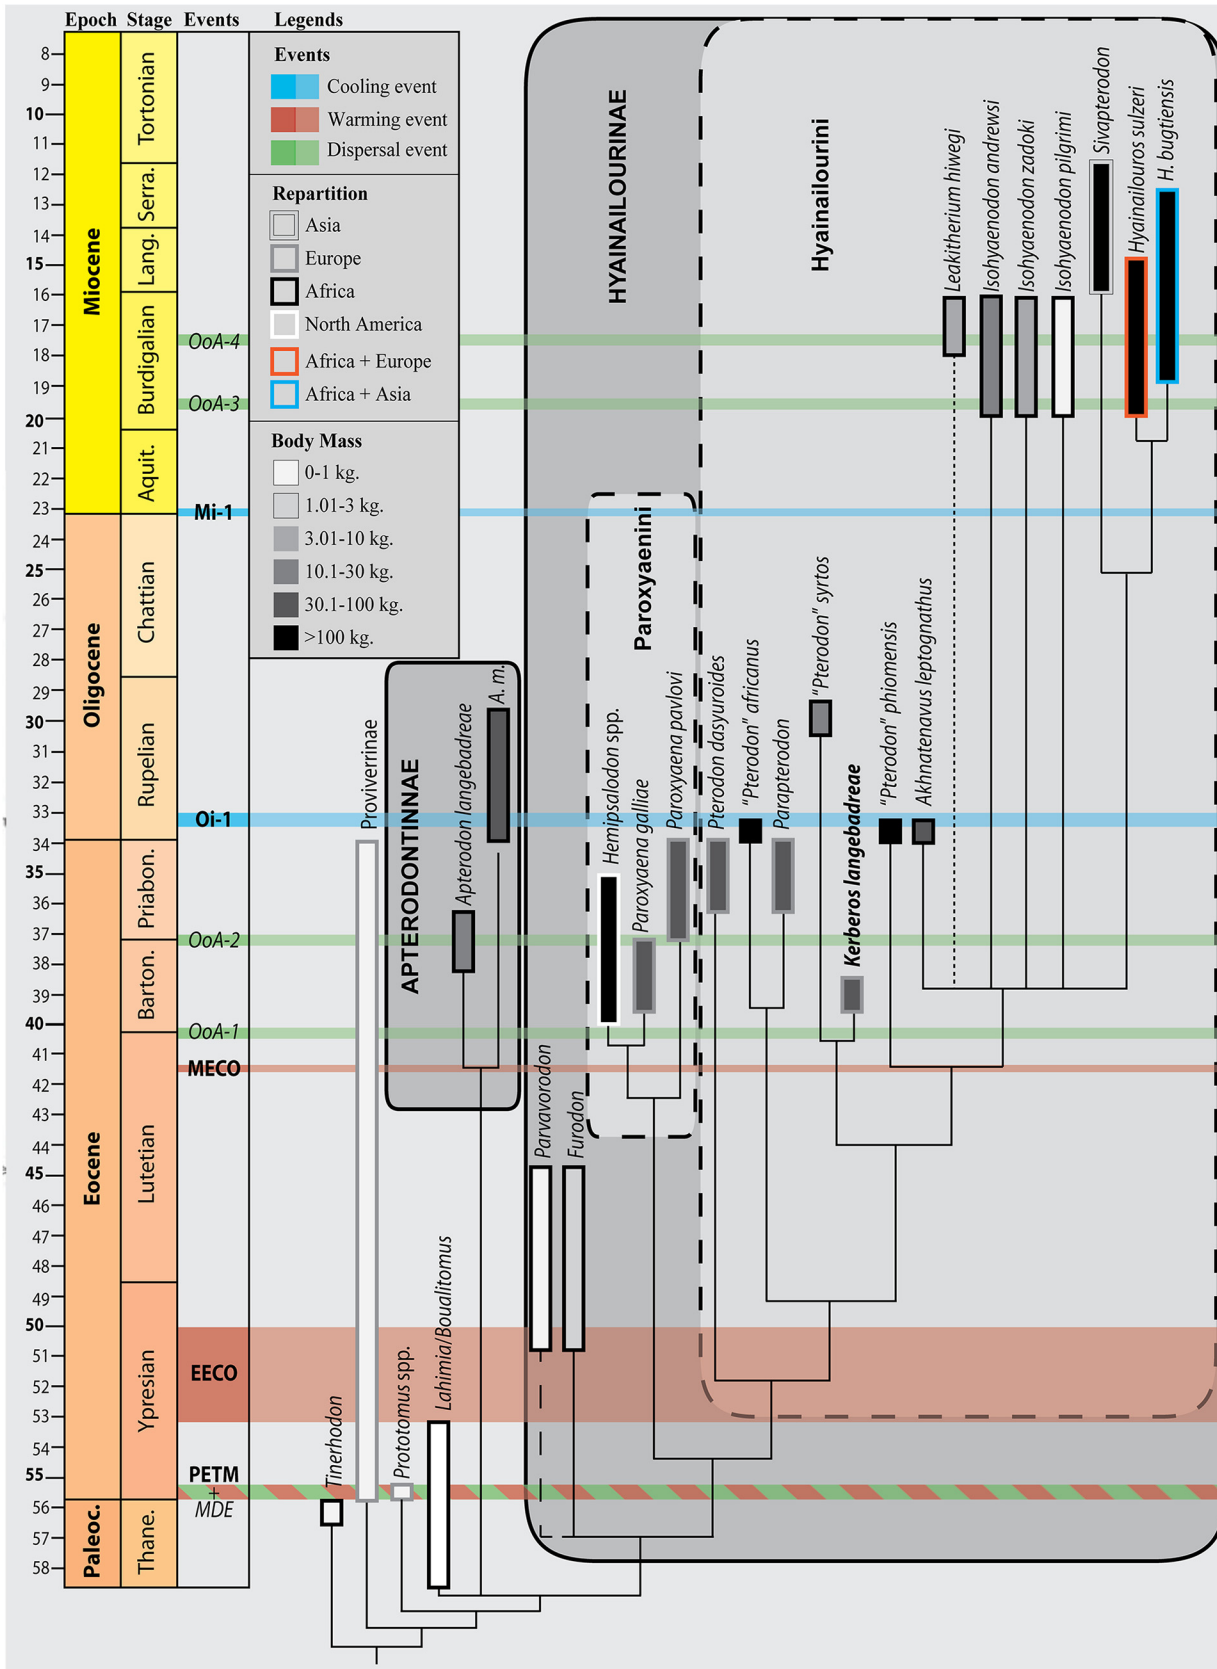 Epoch Stage Events Legends
8
9
10
11
12
13
14
15
16
17
18
19
20
21
22
23
24
25
26
27
28
29
30
31
32
33
34
35
36
37
38
39
40
41
42
43
44
45
46
47
48
49
50
51
52
53
54
55
56
57
58
Miocene
Oligocene
Eocene
Paleoc.
Tortonian
Serra.
Lang.
Burdigalian
Aquit.
Chattian
Rupelian
Priabon.
Barton.
Lutetian
Ypresian
Thane.
OoA-4
OoA-3
Mi-1
Oi-1
OoA-2
OoA-1
MECO
EECO
PETM
+
MDE
Events
Cooling event
Warming event
Dispersal event
Repartition
Asia
Europe
Africa
North America
Africa + Europe
Africa + Asia
Body Mass
0-1 kg.
1.01-3 kg.
3.01-10 kg.
10.1-30 kg.
30.1-100 kg.
>100 kg.
Tinerhodon
Proviverrinae
Prototomus spp.
Lahimia/Boualitomus
APTERODONTINNAE
Apterodon langebadreae
A. m.
HYAINAILOURINAE
Parvavorodon
Furodon
Paroxyaenini
Hemipsalodon spp.
Paroxyaena galliae
Paroxyaena pavlovi
Hyainailourini
Pterodon dasyuroides
"Pterodon" africanus
Parapterodon
"Pterodon" syrtos
Kerberos langebadreae
"Pterodon" phiomensis
Akhnatenavus leptognathus
Leakitherium hiwegi
Isohyaenodon andrewsi
Isohyaenodon zadoki
Isohyaenodon pilgrimi
Sivapterodon
Hyainailouros sulzeri
H. bugtiensis